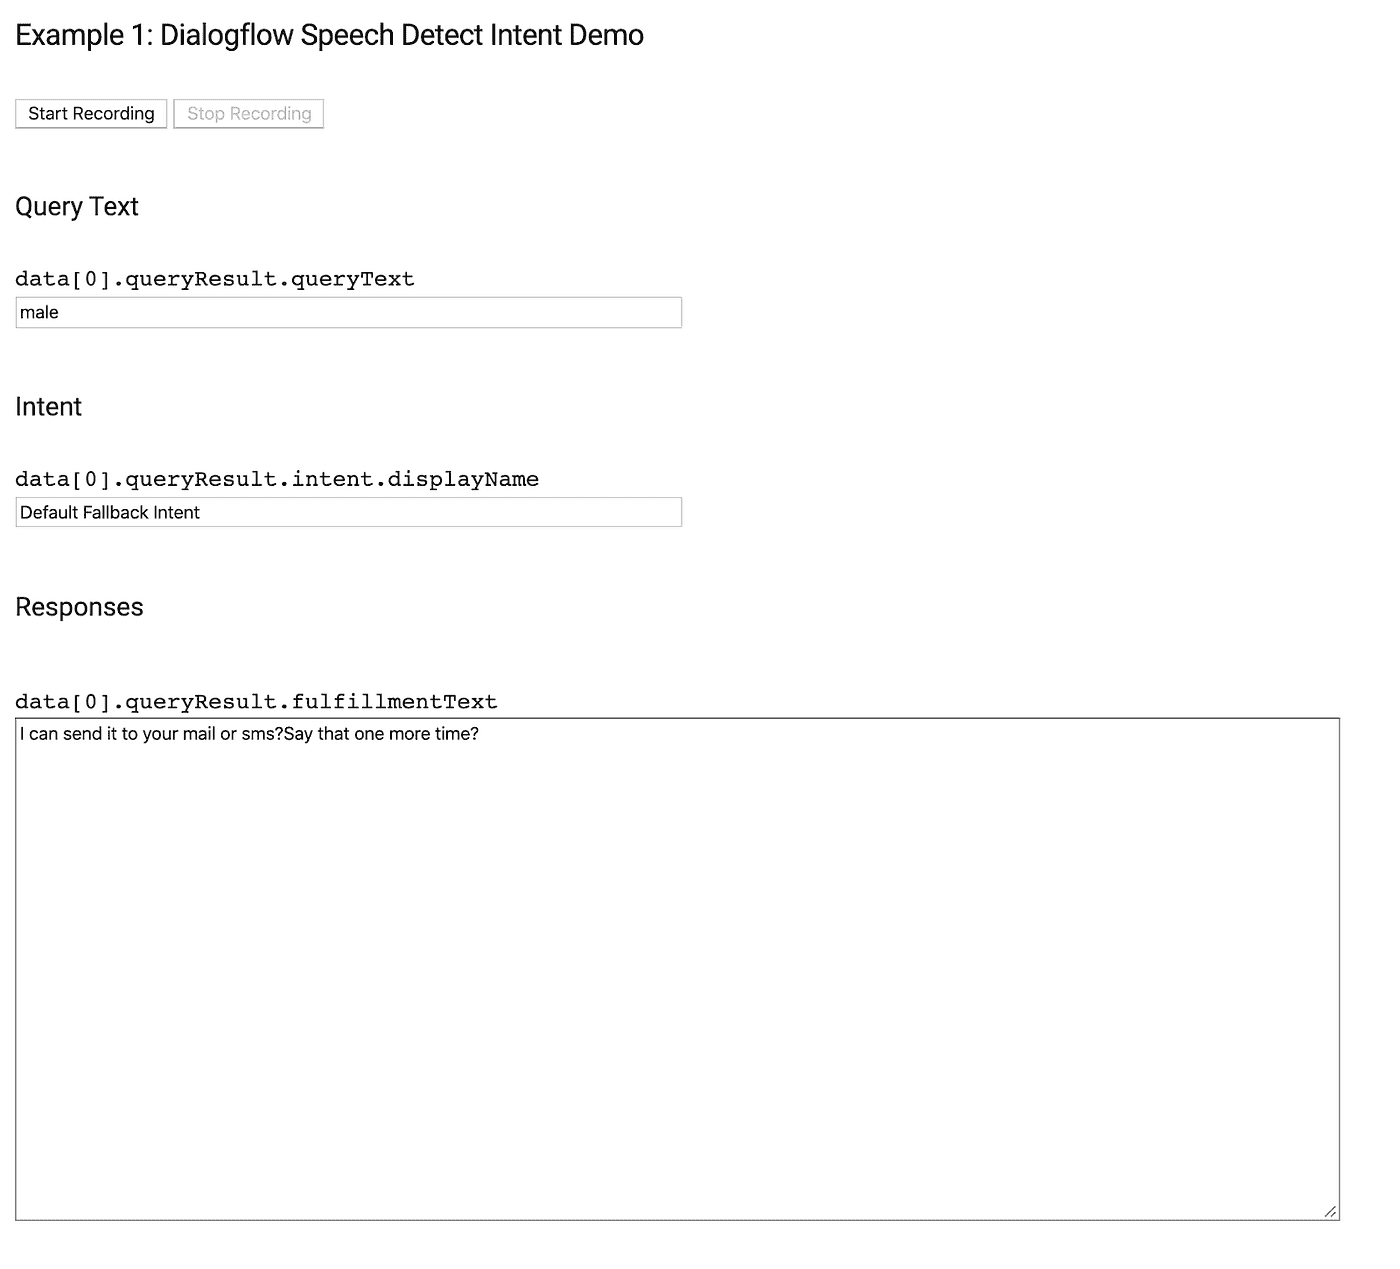 Example 1: Dialogflow Speech Detect Intent Demo
Start Recording Stop Recording
Query Text
data[0].queryResult.queryText
male
Intent
data[0].queryResult.intent.displayName
Default Fallback Intent
Responses
data[0].queryResult.fulfillmentText
I can send it to your mail or sms?Say that one more time?